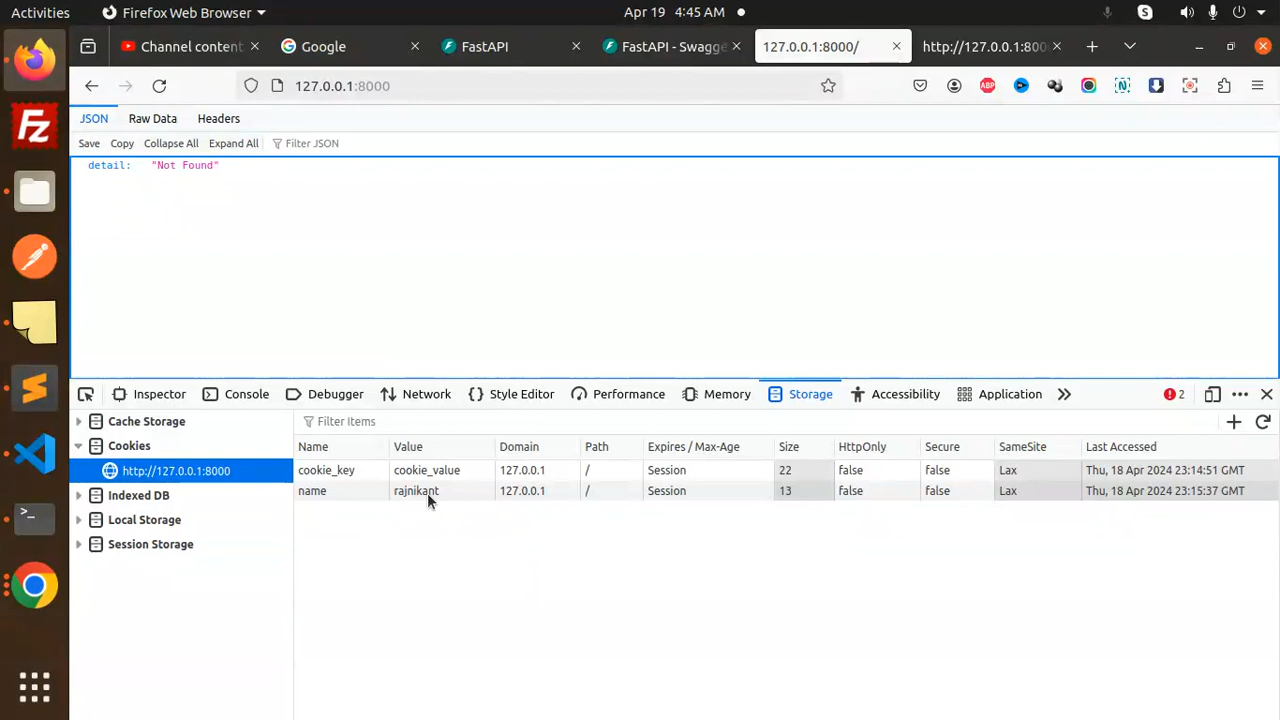 Activities Firefox Web Browser Apr 19 4:45 AM
Channel content Google FastAPI FastAPI - Swagge 127.0.0.1:8000/ http://127.0.0.1:800
127.0.0.1:8000
JSON Raw Data Headers
Save Copy Collapse All Expand All Filter JSON
detail: "Not Found"
Inspector Console Debugger Network Style Editor Performance Memory Storage Accessibility Application 2
Cache Storage Filter Items
Cookies Name Value Domain Path Expires / Max-Age Size HttpOnly Secure SameSite Last Accessed
http://127.0.0.1:8000 cookie_key cookie_value 127.0.0.1 / Session 22 false false Lax Thu, 18 Apr 2024 23:14:51 GMT
Indexed DB name rajnikant 127.0.0.1 / Session 13 false false Lax Thu, 18 Apr 2024 23:15:37 GMT
Local Storage
Session Storage